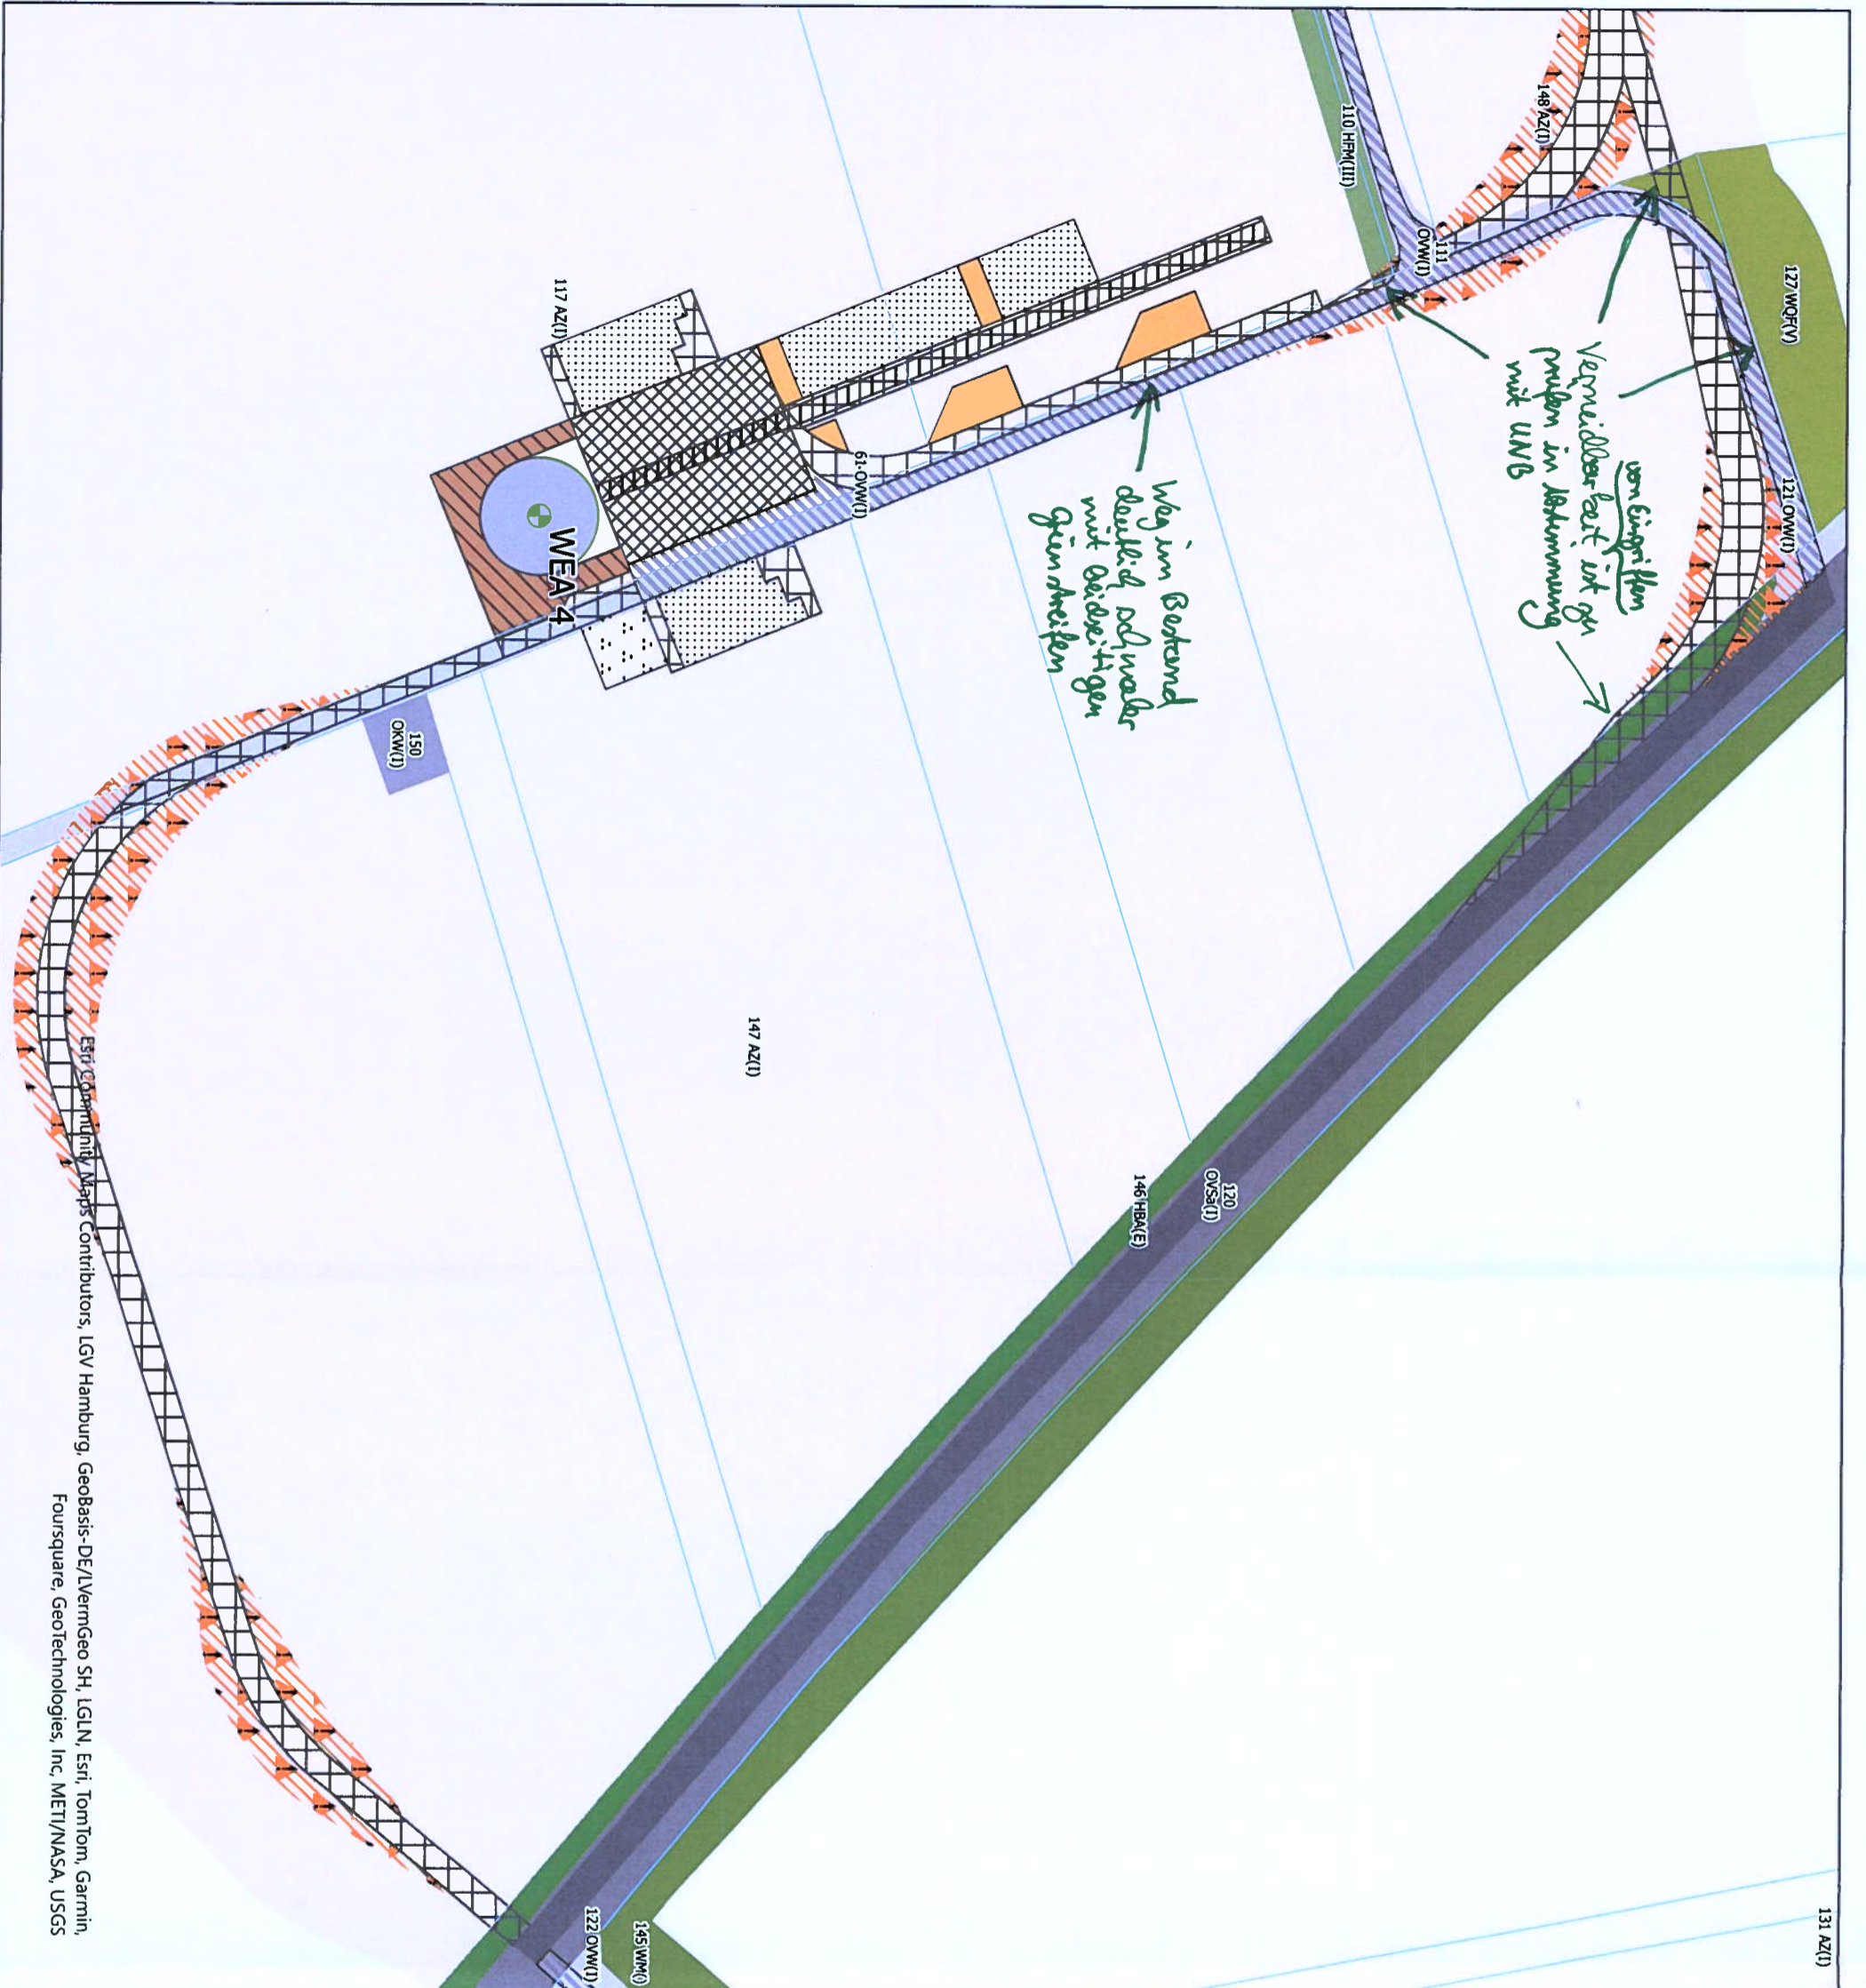 148 AZ(I)
110 HFM(III)
111
OVW(I)
127 WQF(V)
121 OVW(I)
von Eingriffen
Vermeidbarkeit ist zu
prüfen in Abstimmung
mit UNB
117 AZ(I)
61 OVW(I)
Weg im Bestand
deutlich schmaler
mit beidseitigen
Grünstreifen
WEA 4
150
OKW(I)
147 AZ(I)
120
OVSa(I)
146 HBA(E)
131 AZ(I)
145 WM()
122 OVW(I)
Esri Community Maps Contributors, LGV Hamburg, GeoBasis-DE/LVermGeo SH, LGLN, Esri, TomTom, Garmin,
Foursquare, GeoTechnologies, Inc, METI/NASA, USGS